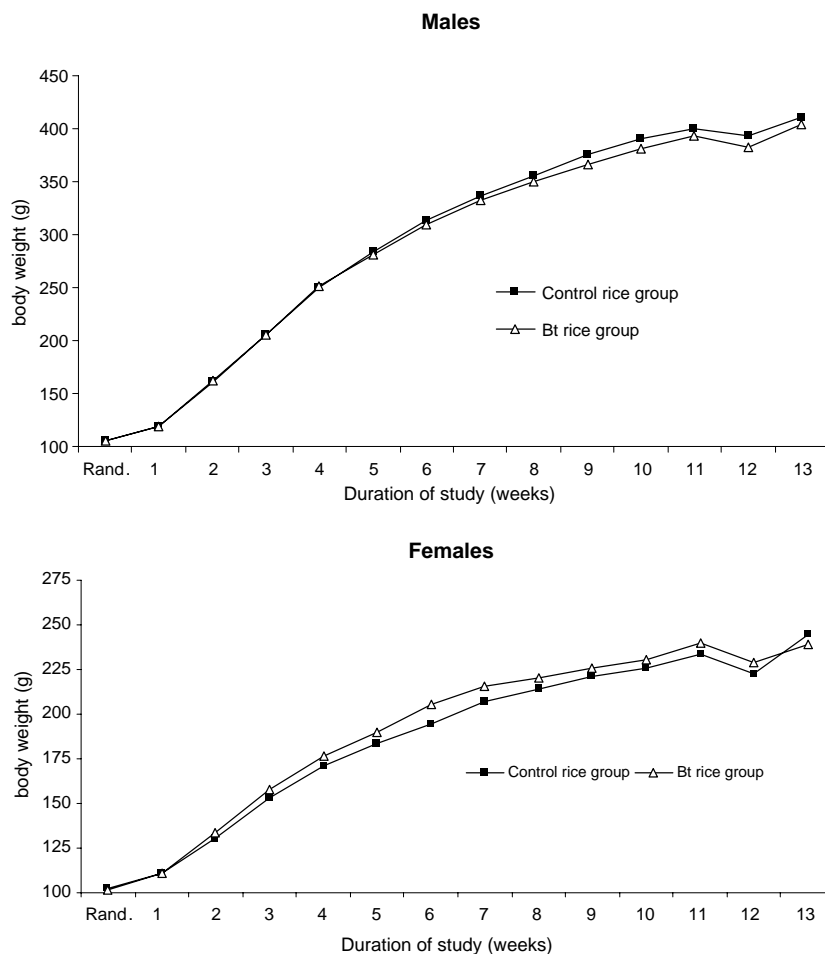 Males
450
400
350
300
250
200
150
100
body weight (g)
Control rice group
Bt rice group
Rand. 1 2 3 4 5 6 7 8 9 10 11 12 13
Duration of study (weeks)
Females
275
250
225
200
175
150
125
100
body weight (g)
Control rice group Bt rice group
Rand. 1 2 3 4 5 6 7 8 9 10 11 12 13
Duration of study (weeks)